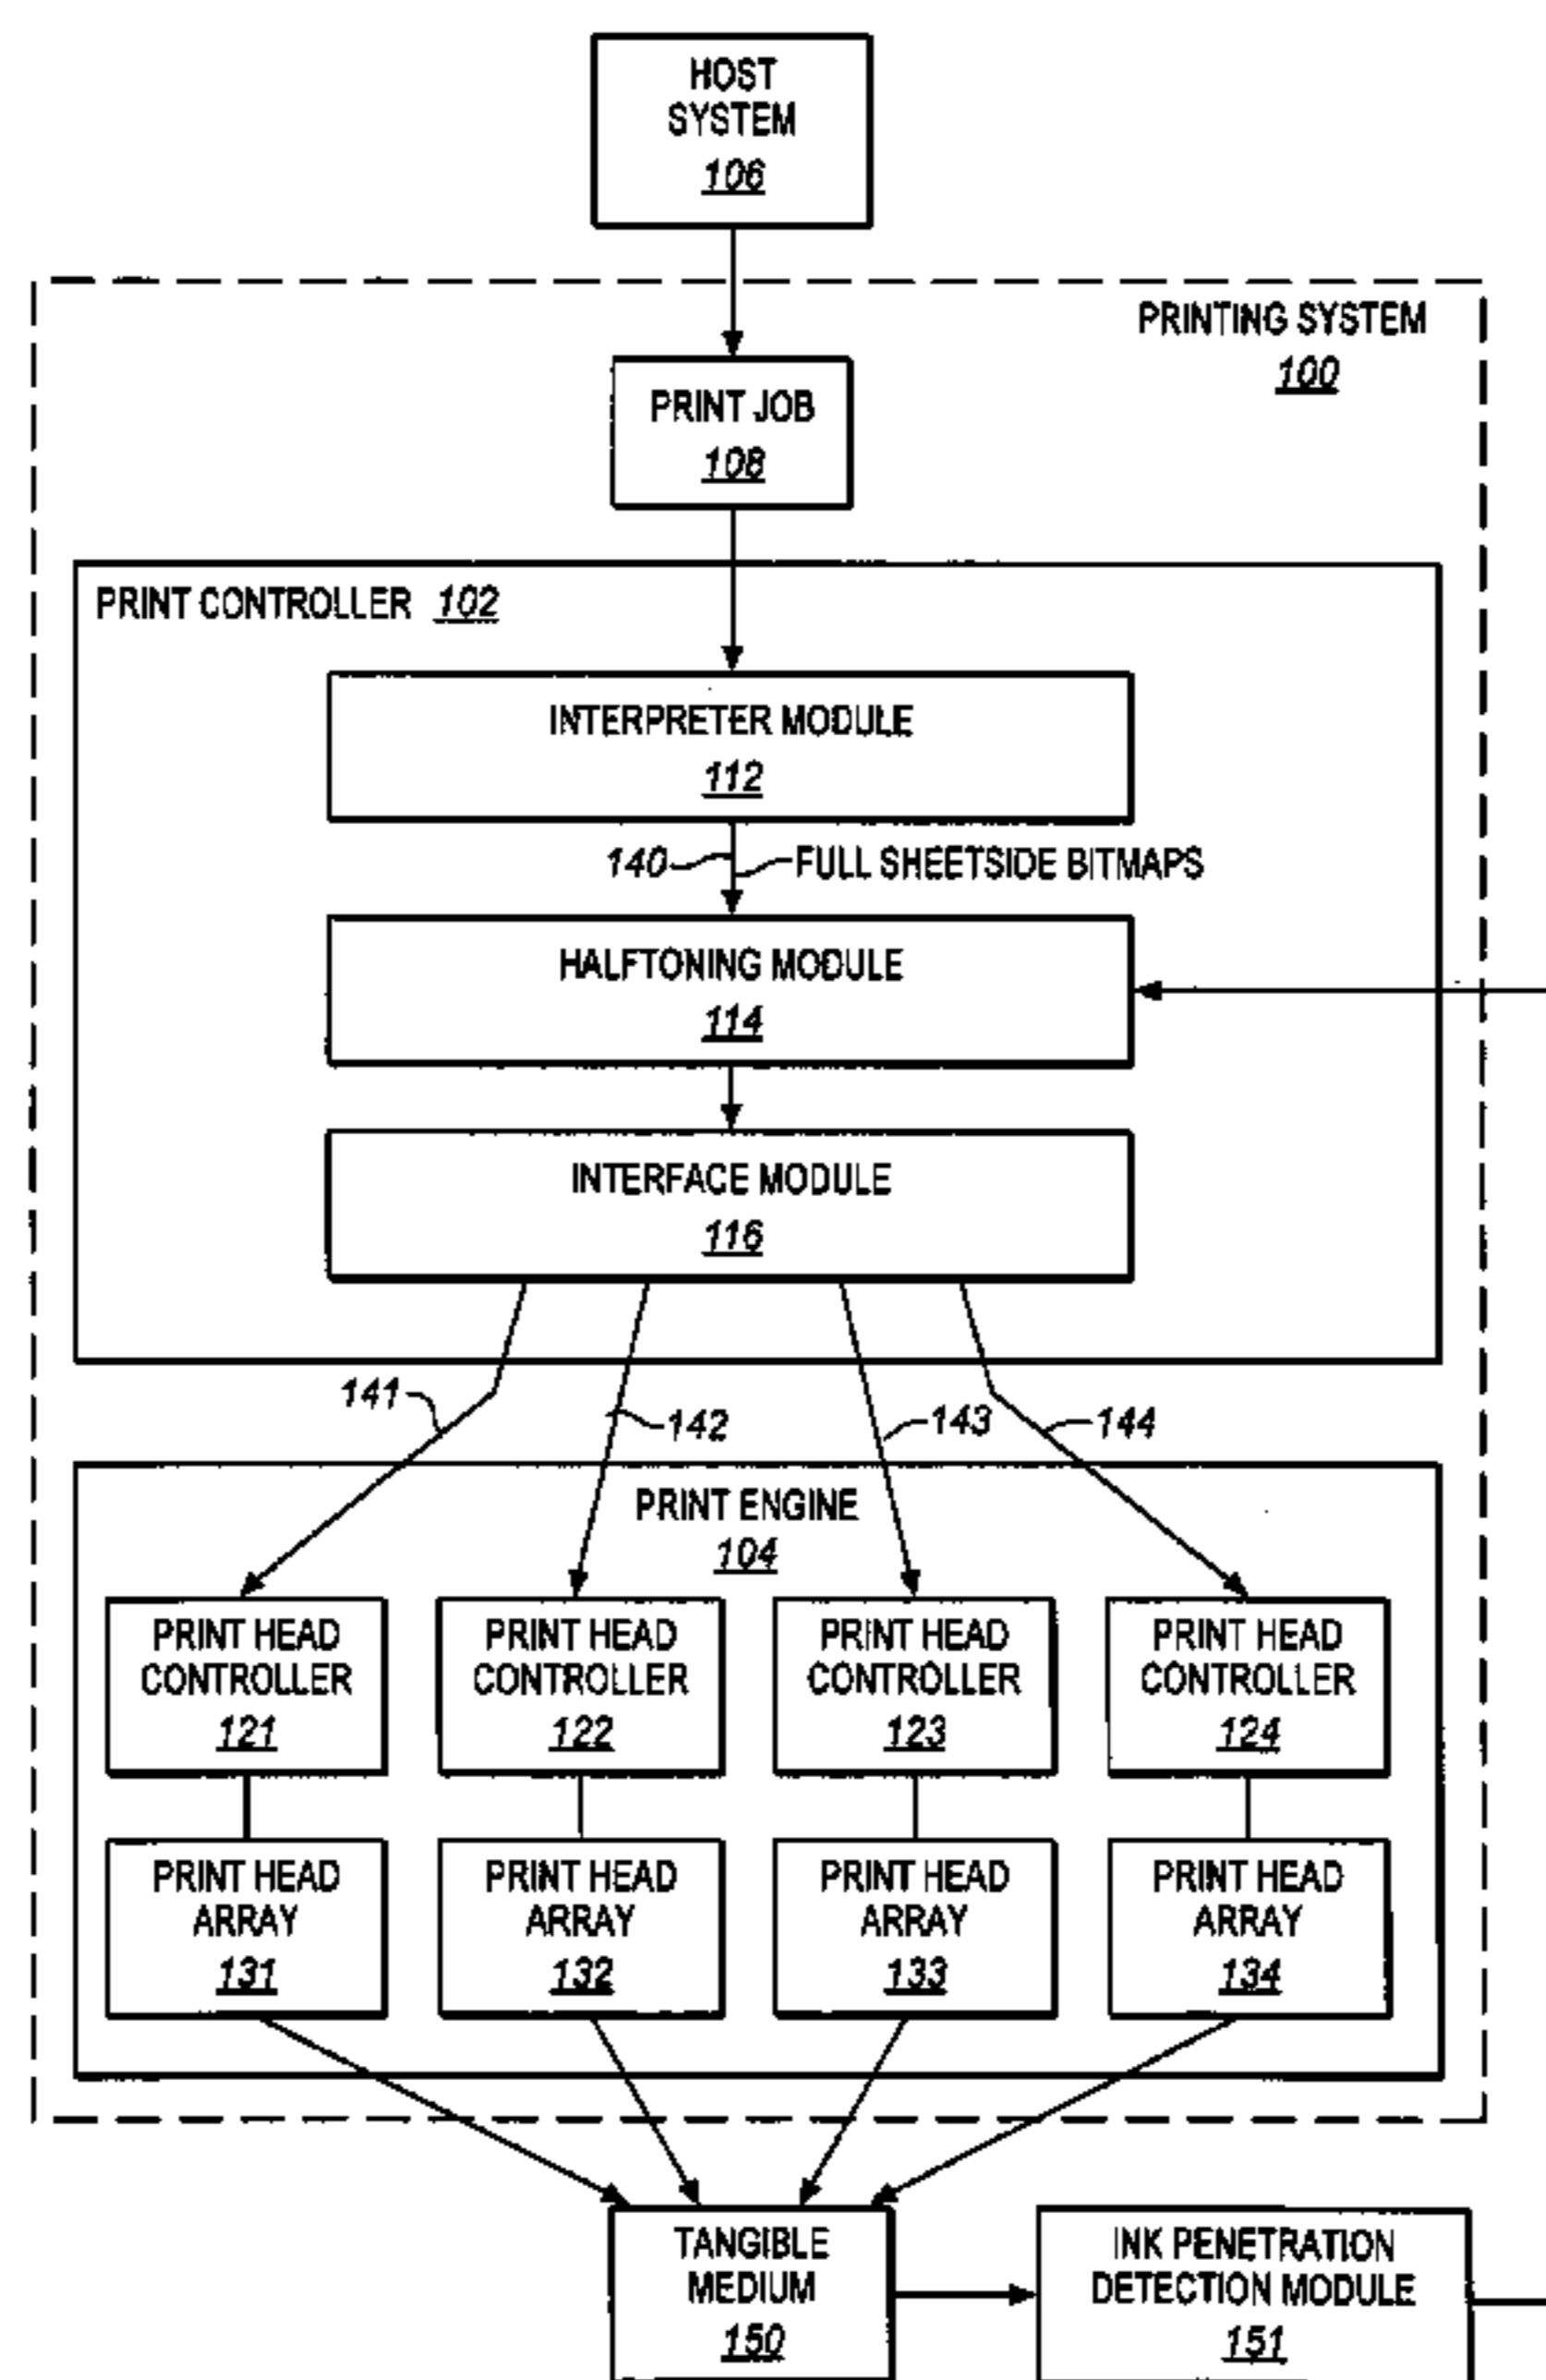 HOST
SYSTEM
106
PRINTING SYSTEM
100
PRINT JOB
108
PRINT CONTROLLER 102
INTERPRETER MODULE
112
140 FULL SHEETSIDE BITMAPS
HALFTONING MODULE
114
INTERFACE MODULE
116
141 142 143 144
PRINT ENGINE
104
PRINT HEAD
CONTROLLER
121
PRINT HEAD
CONTROLLER
122
PRINT HEAD
CONTROLLER
123
PRINT HEAD
CONTROLLER
124
PRINT HEAD
ARRAY
131
PRINT HEAD
ARRAY
132
PRINT HEAD
ARRAY
133
PRINT HEAD
ARRAY
134
TANGIBLE
MEDIUM
150
INK PENETRATION
DETECTION MODULE
151